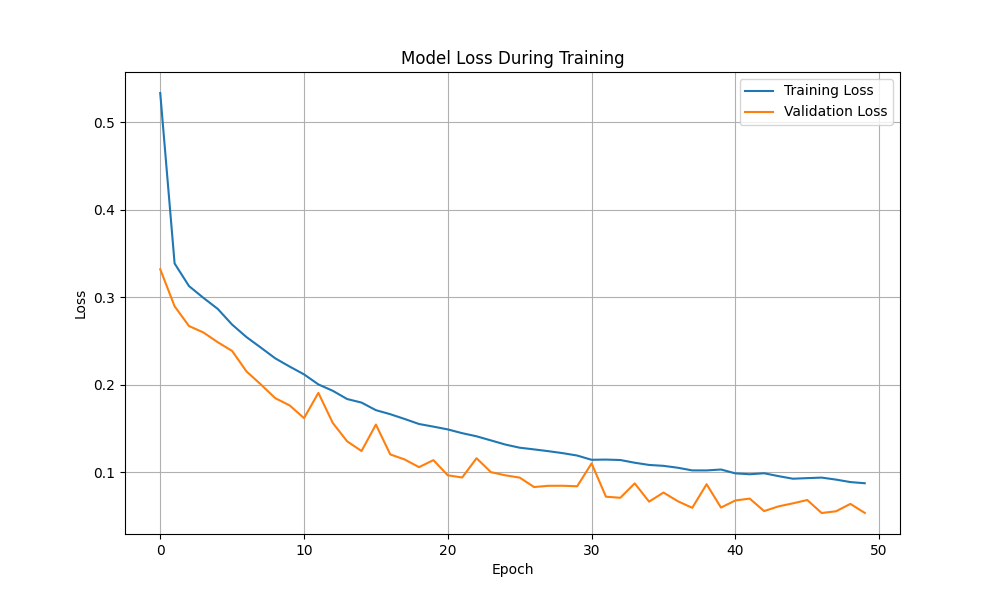 Model Loss During Training
Training Loss
Validation Loss
0.5
0.4
0.3
0.2
0.1
Loss
0 10 20 30 40 50
Epoch